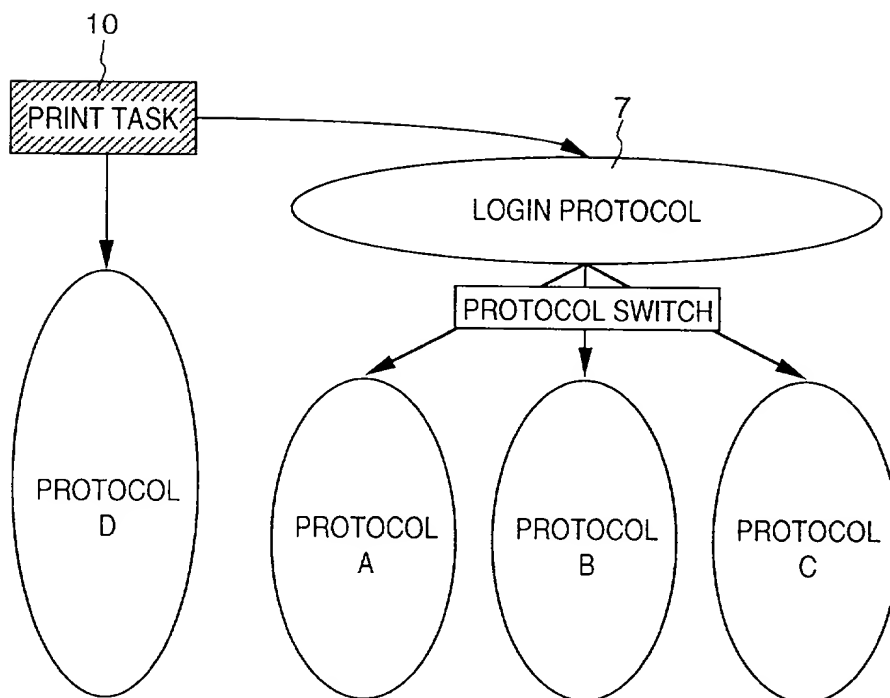 10
PRINT TASK
7
LOGIN PROTOCOL
PROTOCOL SWITCH
PROTOCOL
D
PROTOCOL
A
PROTOCOL
B
PROTOCOL
C